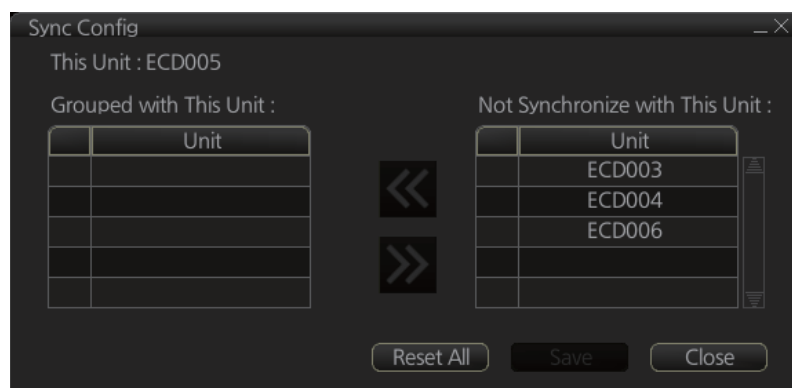 Sync Config
This Unit : ECD005
Grouped with This Unit :
Not Synchronize with This Unit :
Unit
Unit
ECD003
ECD004
ECD006
Reset All
Save
Close